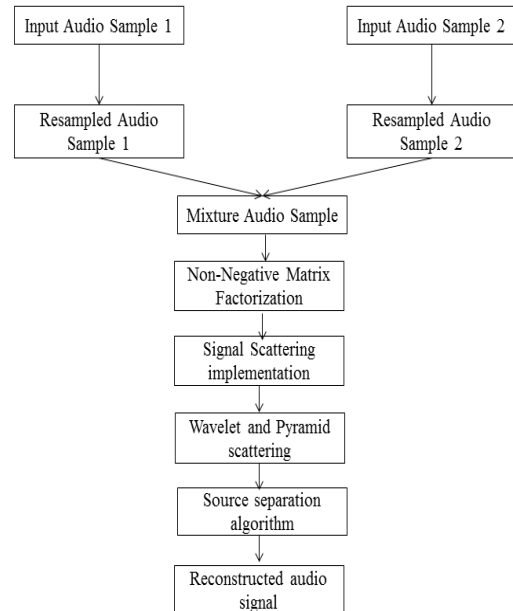 Input Audio Sample 1
Input Audio Sample 2
Resampled Audio
Sample 1
Resampled Audio
Sample 2
Mixture Audio Sample
Non-Negative Matrix
Factorization
Signal Scattering
implementation
Wavelet and Pyramid
scattering
Source separation
algorithm
Reconstructed audio
signal